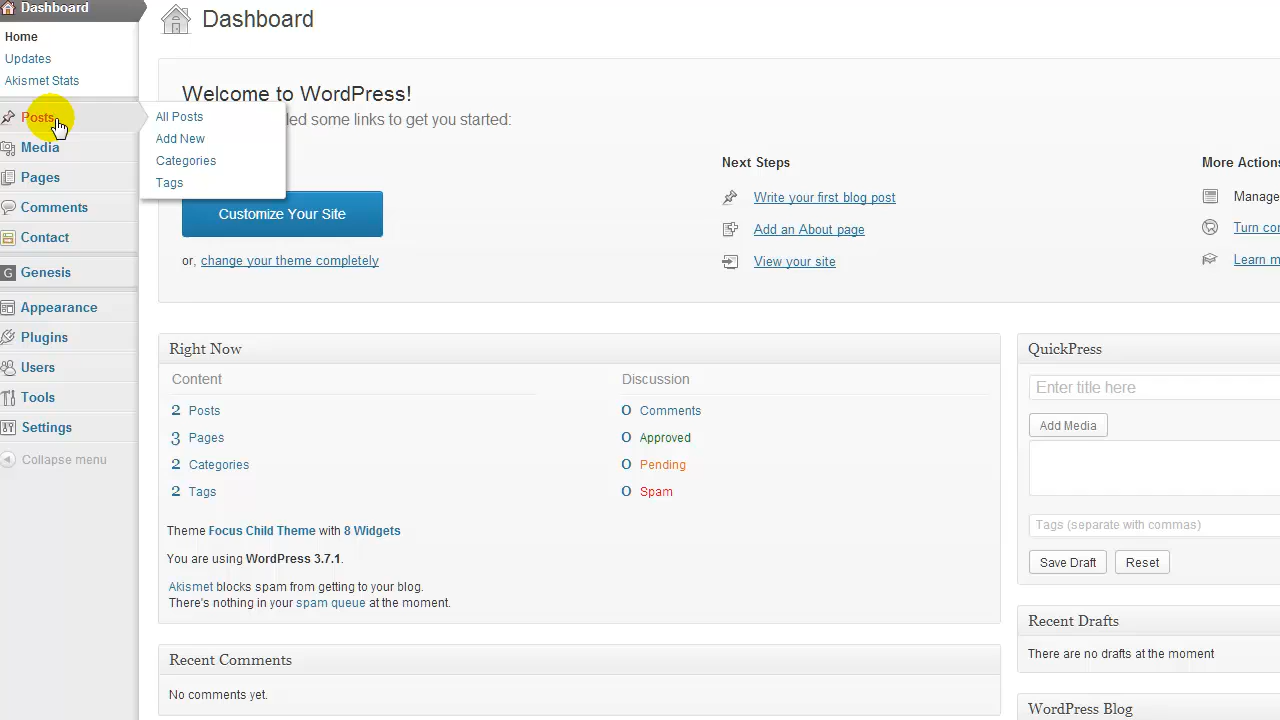 Dashboard
Home
Updates
Akismet Stats
Posts
Media
Pages
Comments
Contact
G Genesis
Appearance
Plugins
Users
Tools
Settings
Collapse menu
All Posts
Add New
Categories
Tags
Dashboard
Welcome to WordPress!
led some links to get you started:
Customize Your Site
or, change your theme completely
Next Steps
Write your first blog post
Add an About page
View your site
More Actions
Manage
Turn
Learn
Right Now
Content
2 Posts
3 Pages
2 Categories
2 Tags
Discussion
0 Comments
0 Approved
0 Pending
0 Spam
Theme Focus Child Theme with 8 Widgets
You are using WordPress 3.7.1.
Akismet blocks spam from getting to your blog.
There's nothing in your spam queue at the moment.
Recent Comments
No comments yet.
QuickPress
Enter title here
Add Media
Tags (separate with commas)
Save Draft
Reset
Recent Drafts
There are no drafts at the moment
WordPress Blog